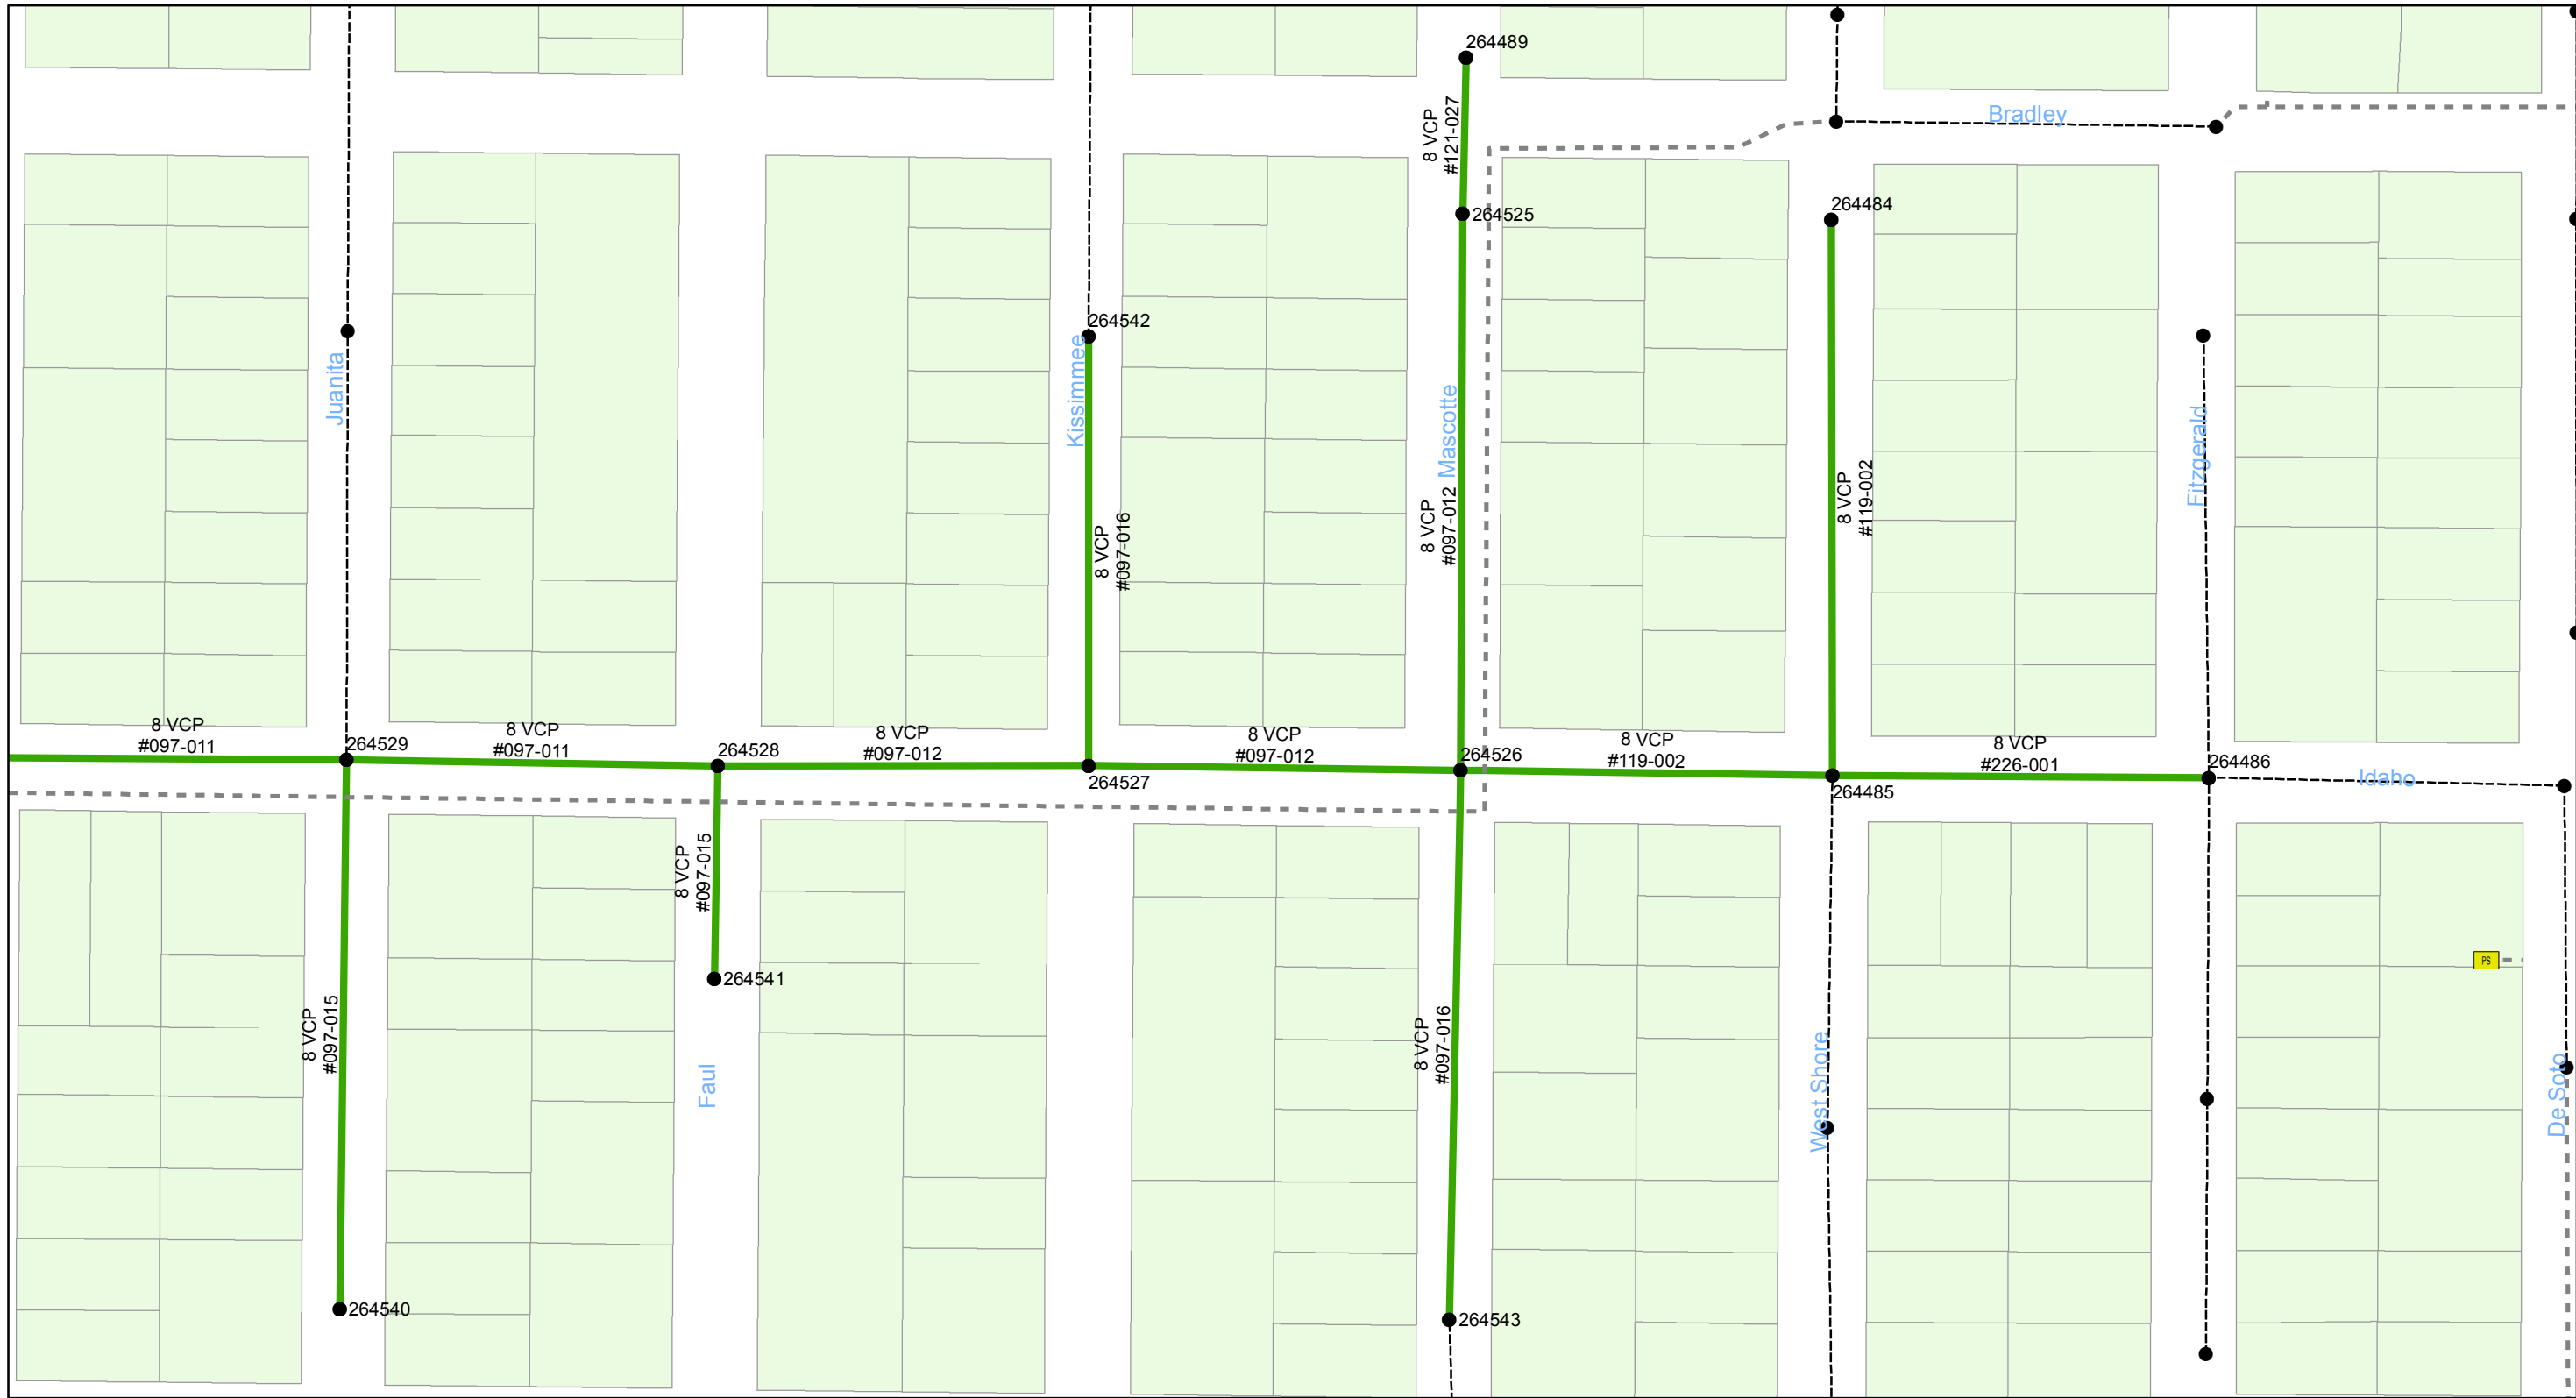 264489
8 VCP
#121-027
Bradley
264525
264484
264542
Juanita
Kissimmee
Mascotte
8 VCP
#097-012
8 VCP
#119-002
Fitzgerald
8 VCP
#097-016
8 VCP
#097-011
264529
8 VCP
#097-011
264528
8 VCP
#097-012
264527
8 VCP
#097-012
264526
8 VCP
#119-002
264485
8 VCP
#226-001
264486
Idaho
8 VCP
#097-015
264541
PS
8 VCP
#097-015
Faul
8 VCP
#097-016
West Shore
De Soto
264540
264543